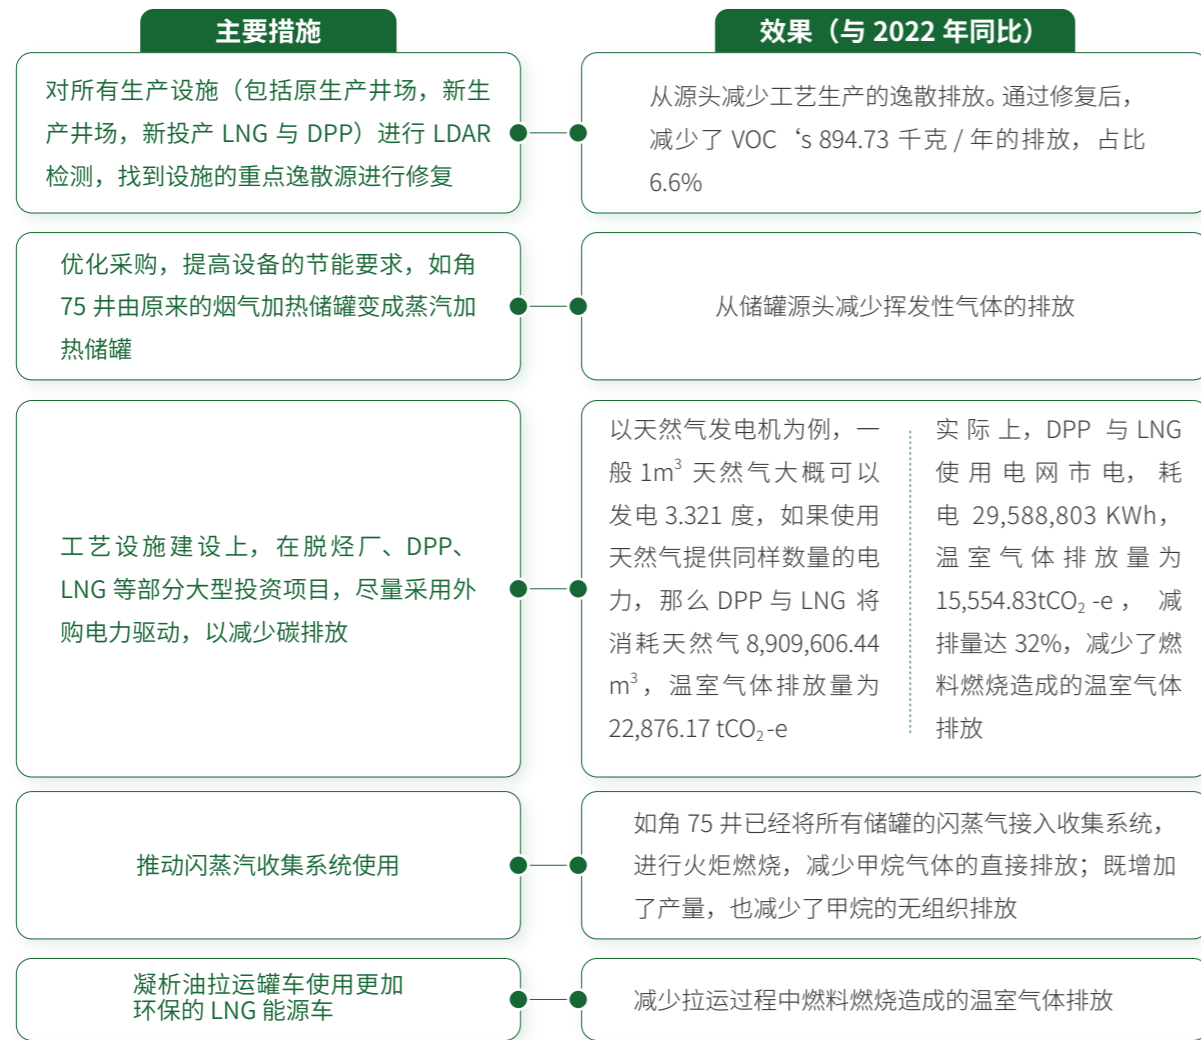 主要措施
效果（与 2022 年同比）
对所有生产设施（包括原生产井场，新生
产井场，新投产 LNG 与 DPP）进行 LDAR
检测，找到设施的重点逸散源进行修复
从源头减少工艺生产的逸散排放。通过修复后，
减少了 VOC‘s 894.73 千克 / 年的排放，占比
6.6%
优化采购，提高设备的节能要求，如角
75 井由原来的烟气加热储罐变成蒸汽加
热储罐
从储罐源头减少挥发性气体的排放
工艺设施建设上，在脱烃厂、DPP、
LNG 等部分大型投资项目，尽量采用外
购电力驱动，以减少碳排放
以天然气发电机为例，一
般 1m³ 天然气大概可以
发电 3.321 度，如果使用
天然气提供同样数量的电
力，那么 DPP 与 LNG 将
消耗天然气 8,909,606.44
m³，温室气体排放量为
22,876.17 tCO₂-e
实际上，DPP 与 LNG
使用电网市电，耗
电 29,588,803 KWh，
温室气体排放量为
15,554.83tCO₂-e，减
排量达 32%，减少了燃
料燃烧造成的温室气体
排放
推动闪蒸汽收集系统使用
如角 75 井已经将所有储罐的闪蒸气接入收集系统，
进行火炬燃烧，减少甲烷气体的直接排放；既增加
了产量，也减少了甲烷的无组织排放
凝析油拉运罐车使用更加
环保的 LNG 能源车
减少拉运过程中燃料燃烧造成的温室气体排放